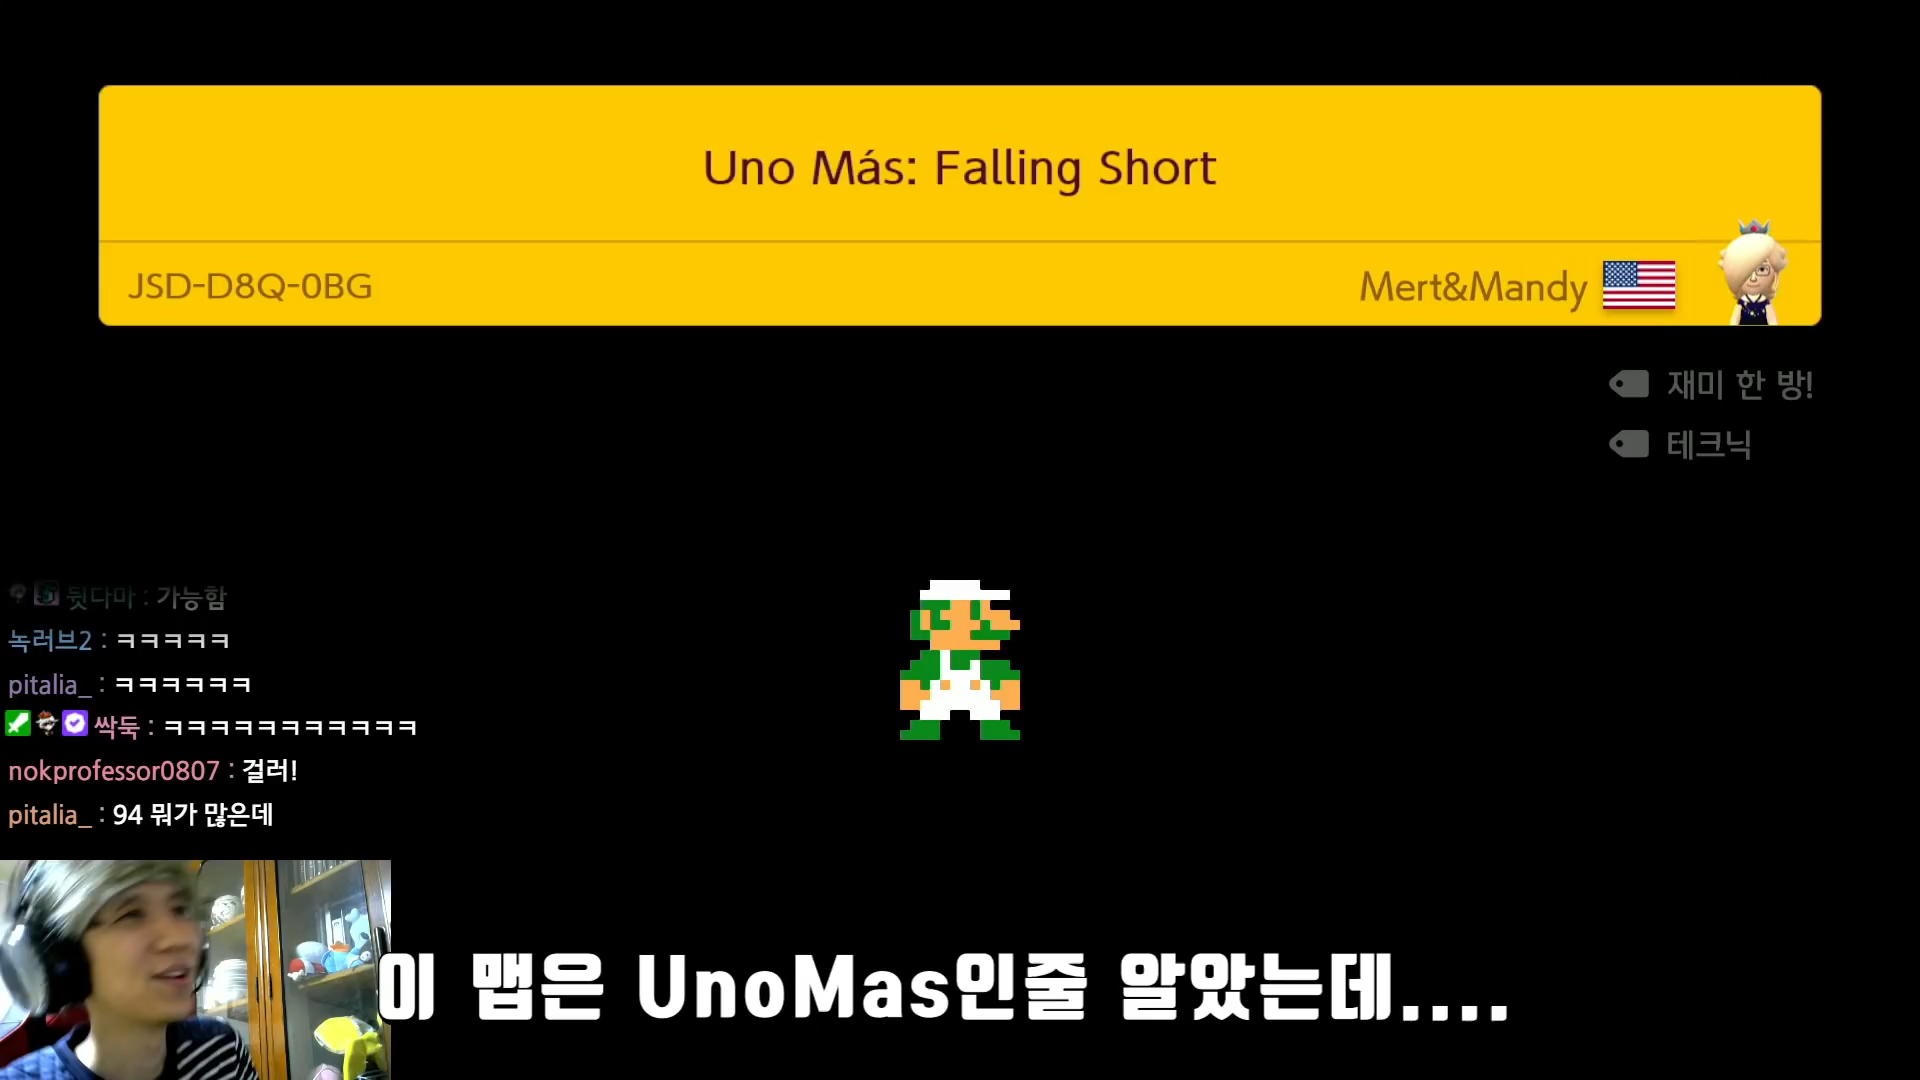 Uno Más: Falling Short
JSD-D8Q-0BG
Mert&Mandy
재미 한 방!
테크닉
뒷다마 : 가능함
녹러브2 : ㅋㅋㅋㅋㅋ
pitalia_ : ㅋㅋㅋㅋㅋㅋ
싹둑 : ㅋㅋㅋㅋㅋㅋㅋㅋㅋㅋㅋ
nokprofessor0807 : 걸러!
pitalia_ : 94 뭐가 많은데
이 맵은 UnoMas인줄 알았는데....